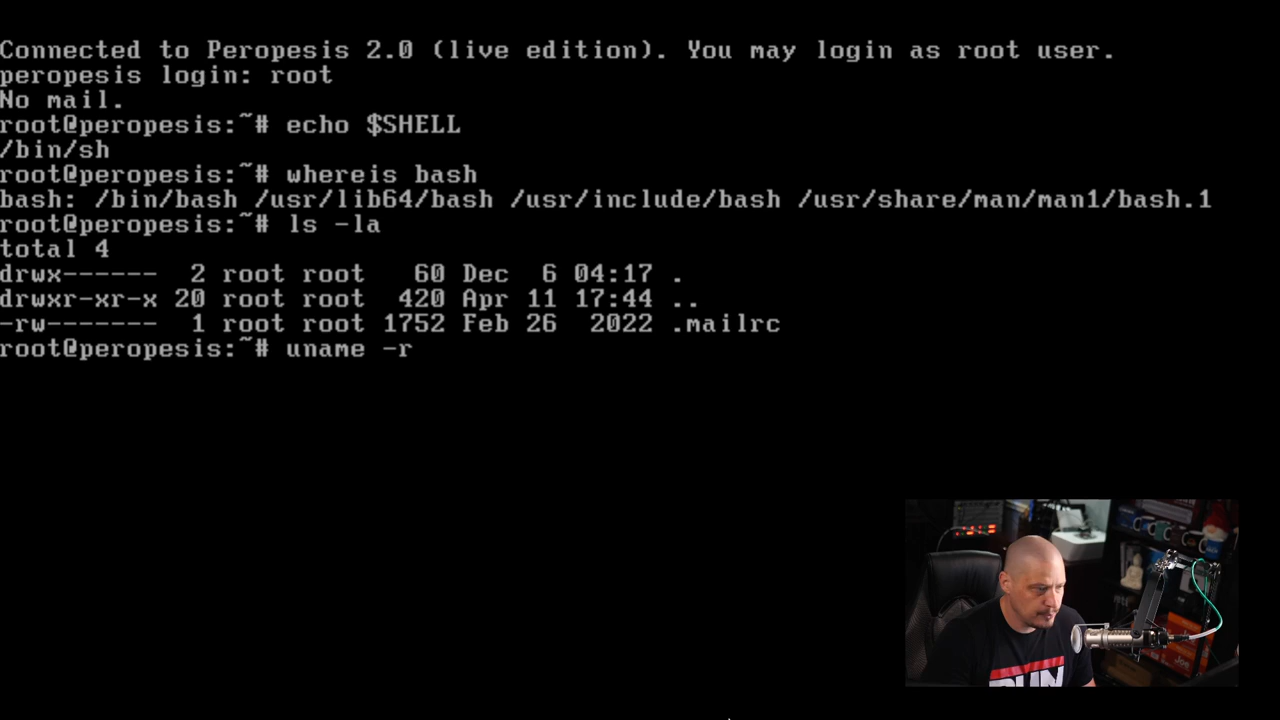 Connected to Peropesis 2.0 (live edition). You may login as root user.
peropesis login: root
No mail.
root@peropesis:~# echo $SHELL
/bin/sh
root@peropesis:~# whereis bash
bash: /bin/bash /usr/lib64/bash /usr/include/bash /usr/share/man/man1/bash.1
root@peropesis:~# ls -la
total 4
drwx------  2 root root   60 Dec  6 04:17 .
drwxr-xr-x 20 root root  420 Apr 11 17:44 ..
-rw-------  1 root root 1752 Feb 26  2022 .mailrc
root@peropesis:~# uname -r